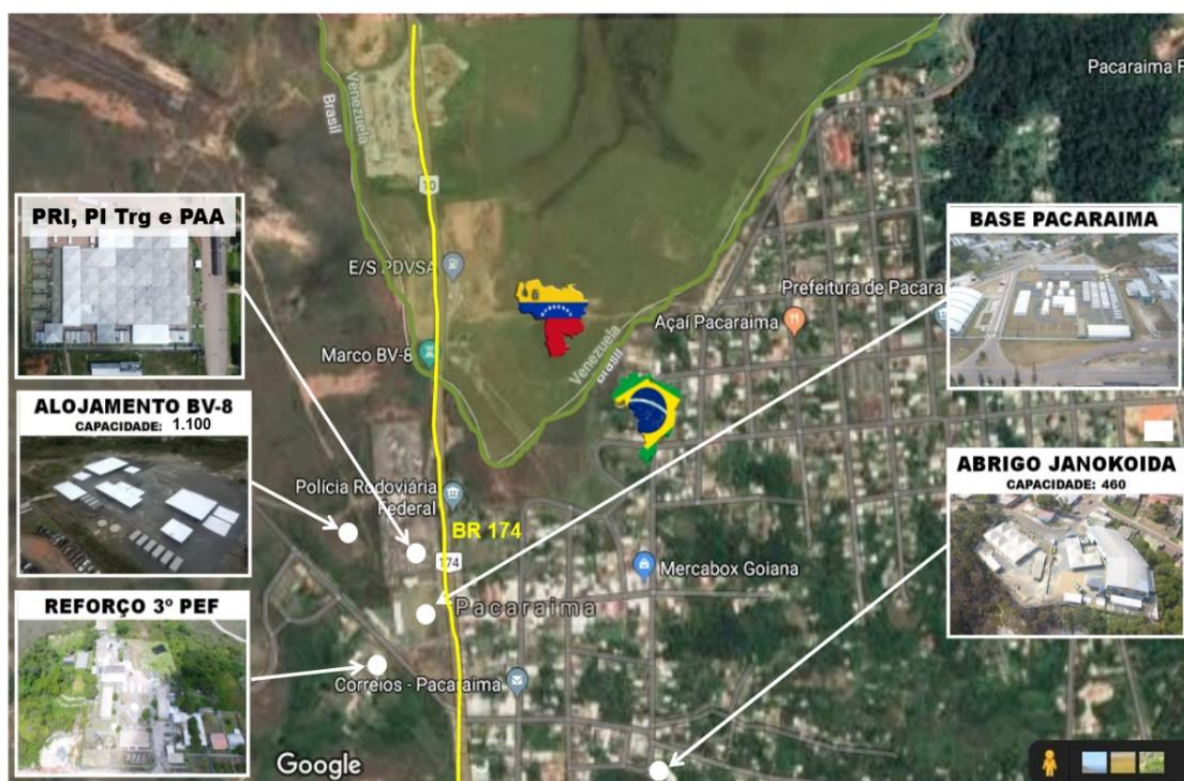 Pacaraima F
Venezuela
Brasil
10
PRI, PI Trg e PAA
BASE PACARAIMA
E/S PDVSA
Prefeitura de Pacarai
Açaí Pacaraima
Marco BV-8
Venezuela
Brasil
ALOJAMENTO BV-8
CAPACIDADE: 1.100
ABRIGO JANOKOIDA
CAPACIDADE: 460
Polícia Rodoviária
Federal
BR 174
174
Mercabox Goiana
REFORÇO 3º PEF
Pacaraima
Correios - Pacaraima
Google